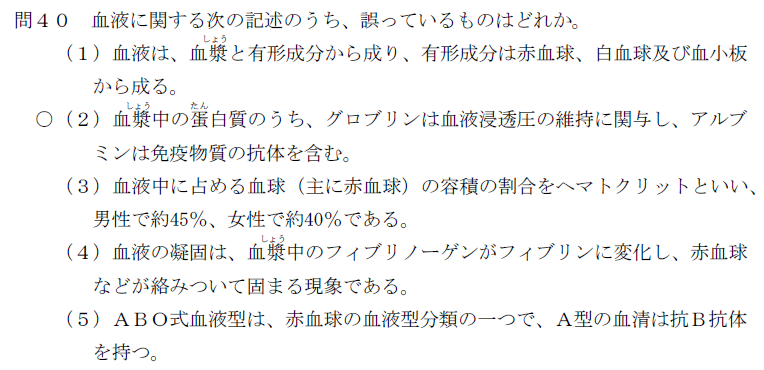 問40　血液に関する次の記述のうち、誤っているものはどれか。
（1）血液は、血漿(しょう)と有形成分から成り、有形成分は赤血球、白血球及び血小板
から成る。
○（2）血漿(しょう)中の蛋(たん)白質のうち、グロブリンは血液浸透圧の維持に関与し、アルブ
ミンは免疫物質の抗体を含む。
（3）血液中に占める血球（主に赤血球）の容積の割合をヘマトクリットといい、
男性で約45％、女性で約40％である。
（4）血液の凝固は、血漿(しょう)中のフィブリノーゲンがフィブリンに変化し、赤血球
などが絡みついて固まる現象である。
（5）ＡＢＯ式血液型は、赤血球の血液型分類の一つで、Ａ型の血清は抗Ｂ抗体
を持つ。